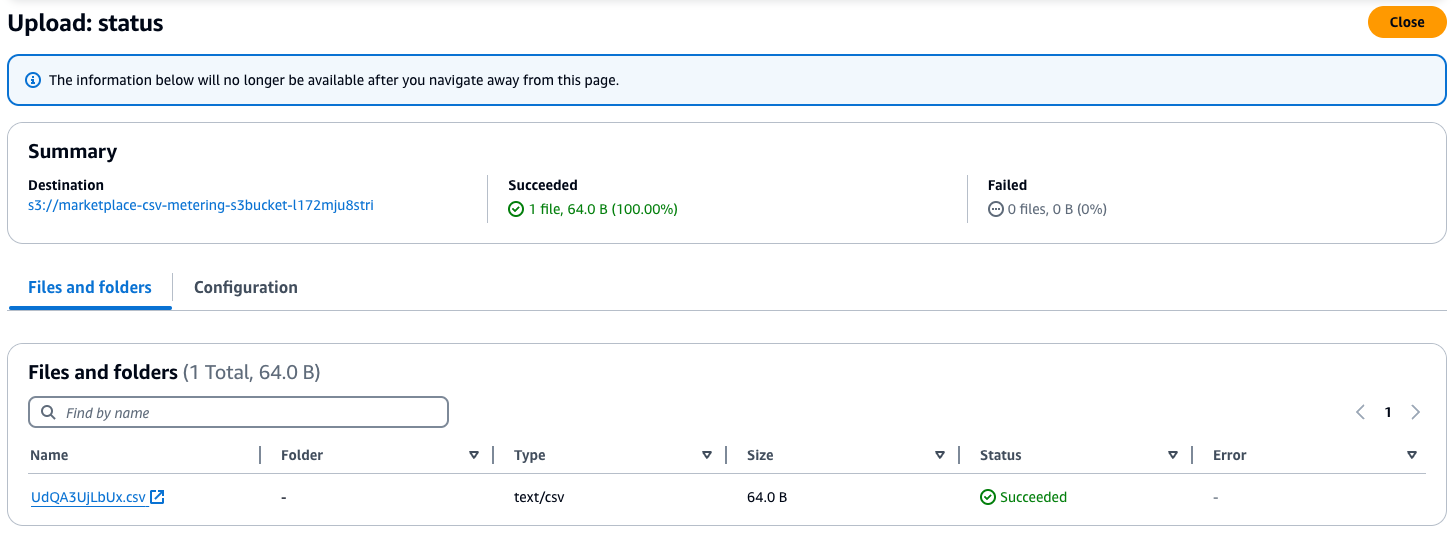 Upload: status
Close
The information below will no longer be available after you navigate away from this page.
Summary
Destination
s3://marketplace-csv-metering-s3bucket-l172mju8stri
Succeeded
1 file, 64.0 B (100.00%)
Failed
0 files, 0 B (0%)
Files and folders
Configuration
Files and folders (1 Total, 64.0 B)
Find by name
1
Name Folder Type Size Status Error
UdQA3UjLbUx.csv - text/csv 64.0 B Succeeded -